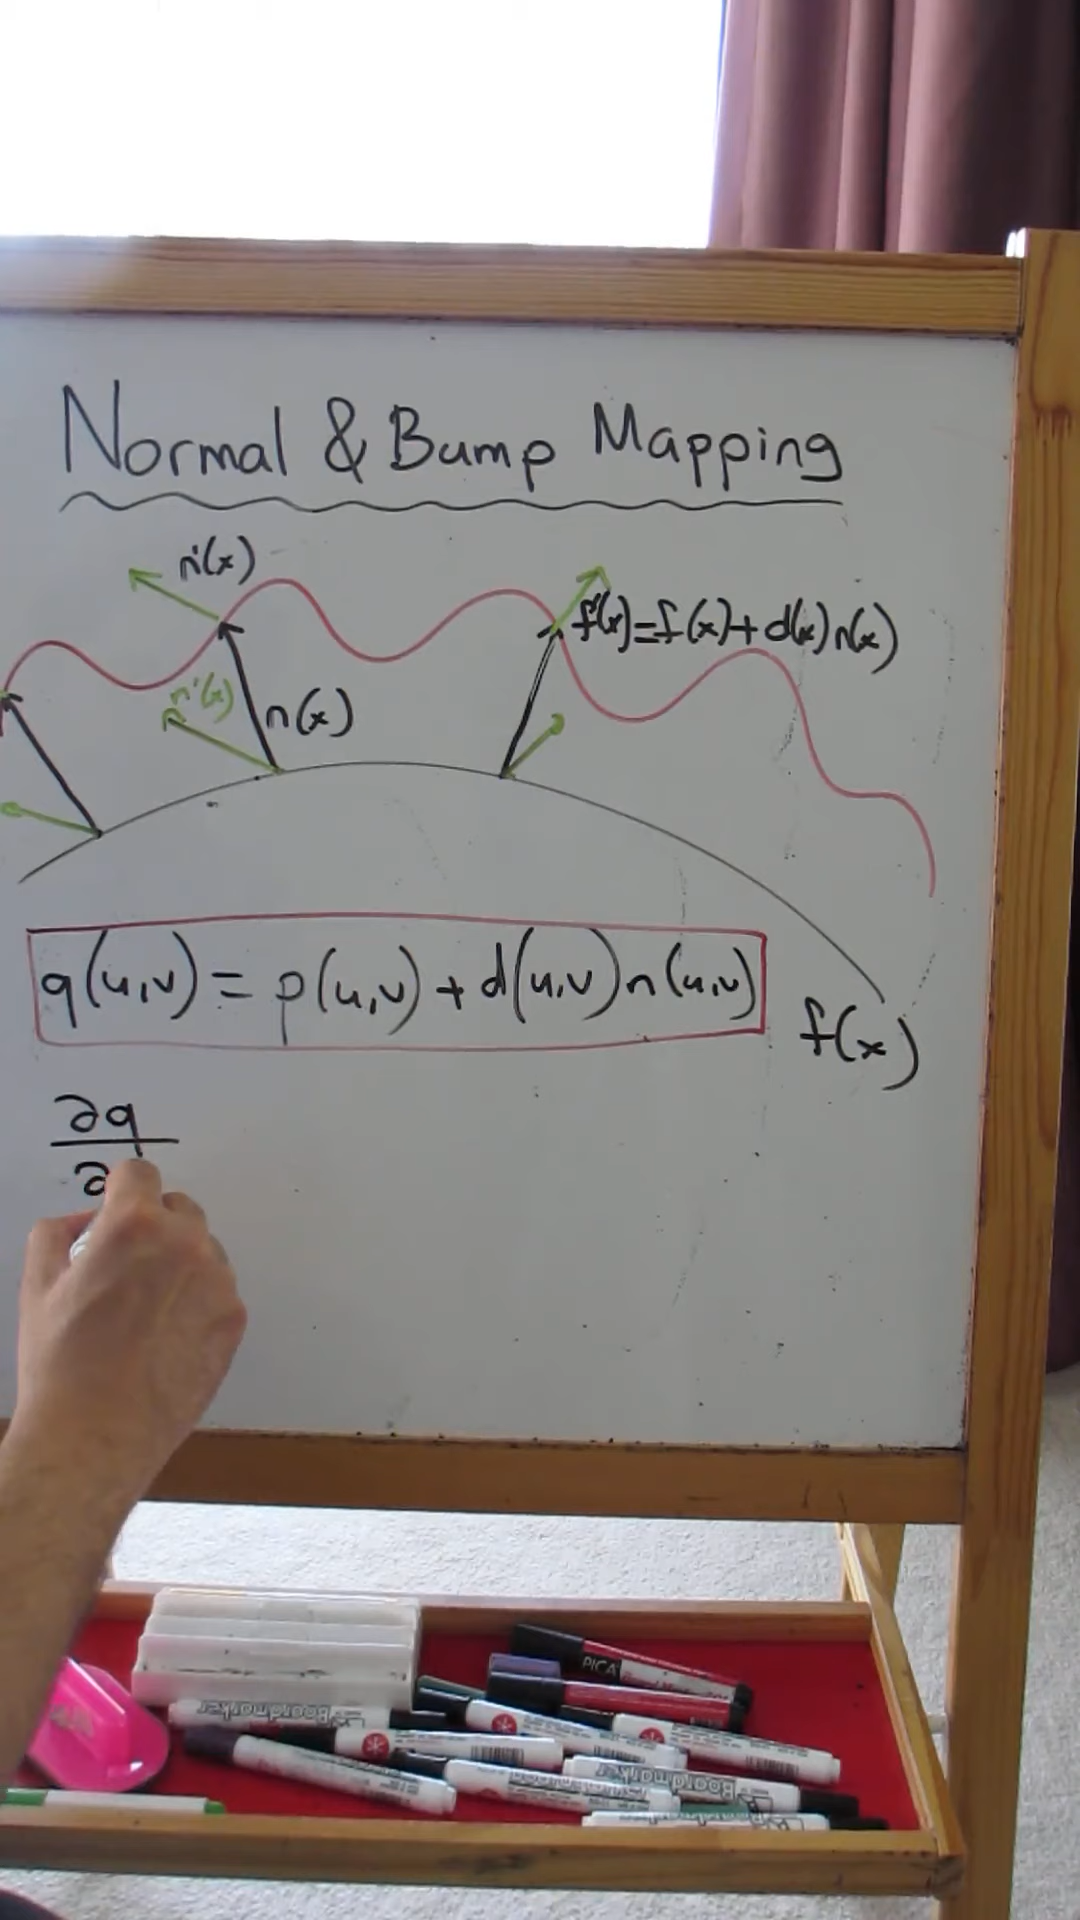 Normal & Bump Mapping
n'(x)
f'(x)=f(x)+d(x)n(x)
n'(x)
n(x)
q(u,v) = p(u,v) + d(u,v)n(u,v)
f(x)
∂q
∂
PICA
Boardmarker
Boardmarker